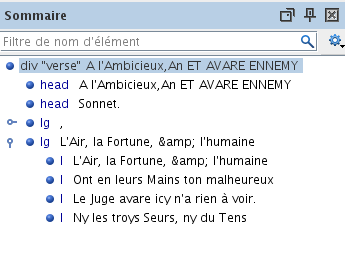 Sommaire
Filtre de nom d'élément
div "verse" A l'Ambicieux,An ET AVARE ENNEMY
head A l'Ambicieux,An ET AVARE ENNEMY
head Sonnet.
lg ,
lg L'Air, la Fortune, &amp; l'humaine
l L'Air, la Fortune, &amp; l'humaine
l Ont en leurs Mains ton malheureux
l Le Juge avare icy n'a rien à voir.
l Ny les troys Seurs, ny du Tens